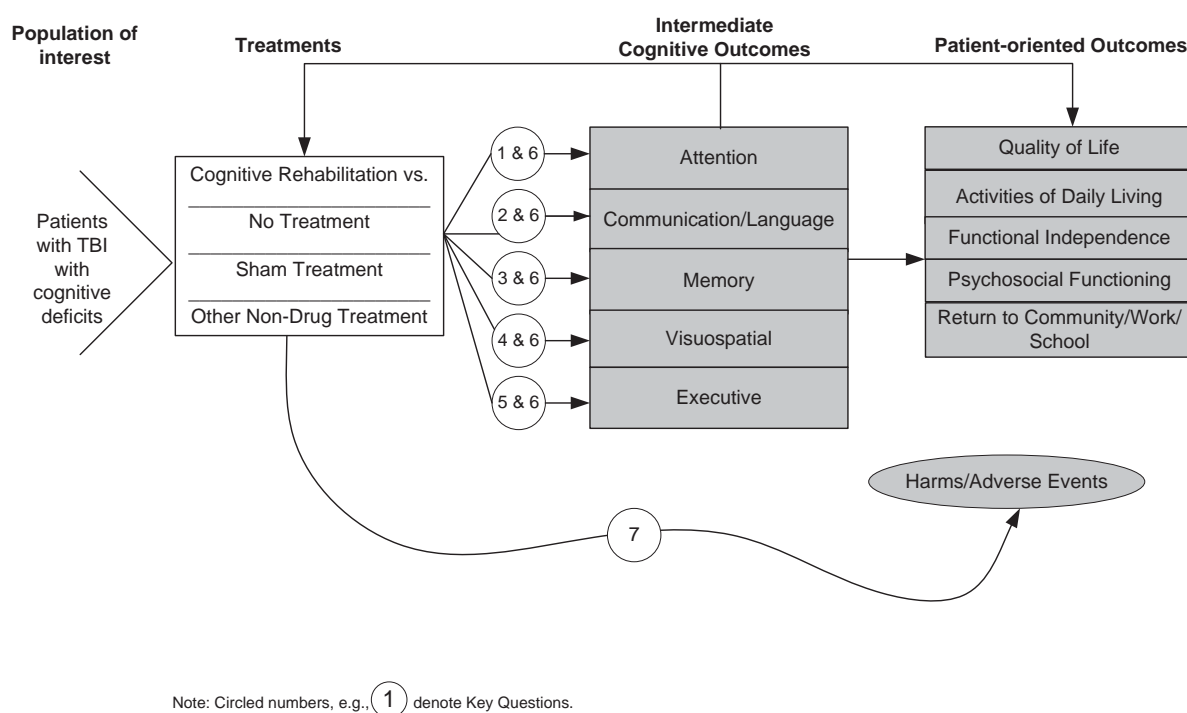 Population of
interest
Treatments
Intermediate
Cognitive Outcomes
Patient-oriented Outcomes
Patients
with TBI
with
cognitive
deficits
Cognitive Rehabilitation vs.
No Treatment
Sham Treatment
Other Non-Drug Treatment
1 & 6
2 & 6
3 & 6
4 & 6
5 & 6
Attention
Communication/Language
Memory
Visuospatial
Executive
Quality of Life
Activities of Daily Living
Functional Independence
Psychosocial Functioning
Return to Community/Work/
School
Harms/Adverse Events
7
Note: Circled numbers, e.g., 1 denote Key Questions.